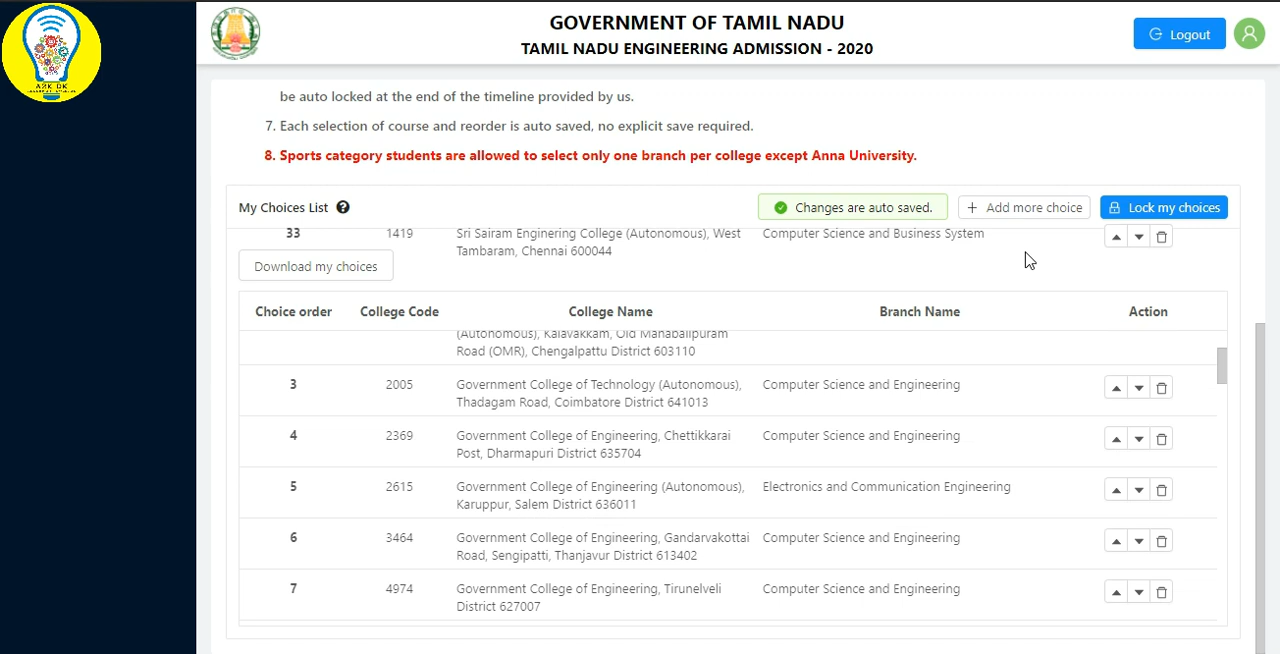 A2K DK
GOVERNMENT OF TAMIL NADU
TAMIL NADU ENGINEERING ADMISSION - 2020
Logout
be auto locked at the end of the timeline provided by us.
7. Each selection of course and reorder is auto saved, no explicit save required.
8. Sports category students are allowed to select only one branch per college except Anna University.
My Choices List ?
Changes are auto saved.
+ Add more choice
Lock my choices
33 1419 Sri Sairam Enginering College (Autonomous), West Computer Science and Business System
Tambaram, Chennai 600044
Download my choices
Choice order College Code College Name Branch Name Action
(Autonomous), Kalavakkam, Old Mahabalipuram
Road (OMR), Chengalpattu District 603110
3 2005 Government College of Technology (Autonomous), Computer Science and Engineering
Thadagam Road, Coimbatore District 641013
4 2369 Government College of Engineering, Chettikkarai Computer Science and Engineering
Post, Dharmapuri District 635704
5 2615 Government College of Engineering (Autonomous), Electronics and Communication Engineering
Karuppur, Salem District 636011
6 3464 Government College of Engineering, Gandarvakottai Computer Science and Engineering
Road, Sengipatti, Thanjavur District 613402
7 4974 Government College of Engineering, Tirunelveli Computer Science and Engineering
District 627007